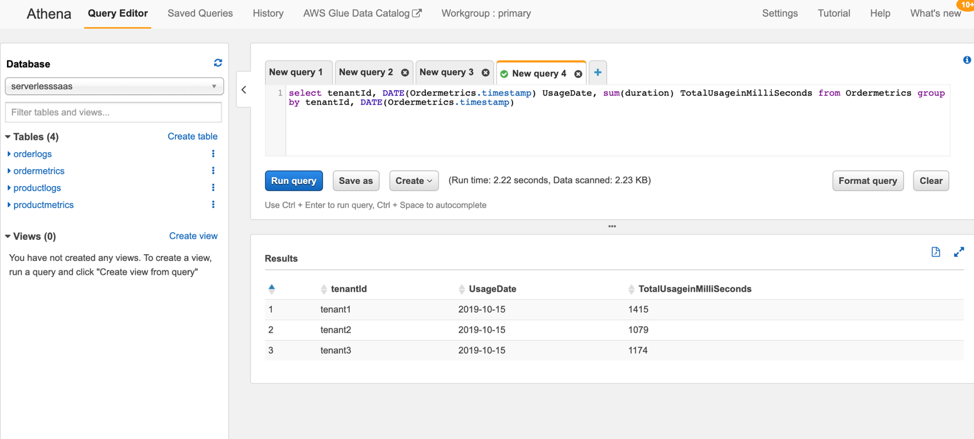 Athena Query Editor Saved Queries History AWS Glue Data Catalog Workgroup : primary Settings Tutorial Help What's new 10+
Database
serverlesssaas
Filter tables and views...
Tables (4) Create table
orderlogs
ordermetrics
productlogs
productmetrics
Views (0) Create view
You have not created any views. To create a view,
run a query and click "Create view from query"
New query 1 New query 2 New query 3 New query 4 +
1 select tenantId, DATE(Ordermetrics.timestamp) UsageDate, sum(duration) TotalUsageinMilliSeconds from Ordermetrics group
by tenantId, DATE(Ordermetrics.timestamp)
Run query Save as Create (Run time: 2.22 seconds, Data scanned: 2.23 KB) Format query Clear
Use Ctrl + Enter to run query, Ctrl + Space to autocomplete
Results
tenantId UsageDate TotalUsageinMilliSeconds
1 tenant1 2019-10-15 1415
2 tenant2 2019-10-15 1079
3 tenant3 2019-10-15 1174